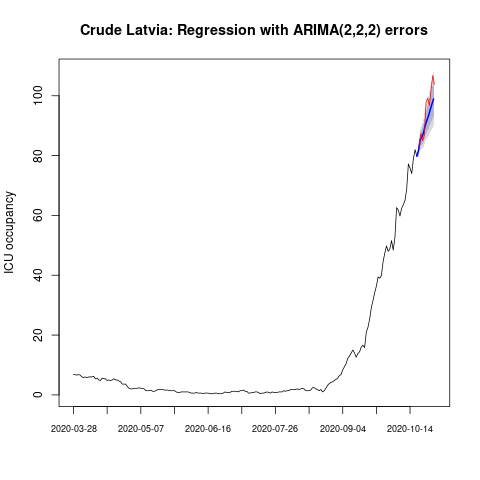 Crude Latvia: Regression with ARIMA(2,2,2) errors
ICU occupancy
100
80
60
40
20
0
2020-03-28 2020-05-07 2020-06-16 2020-07-26 2020-09-04 2020-10-14